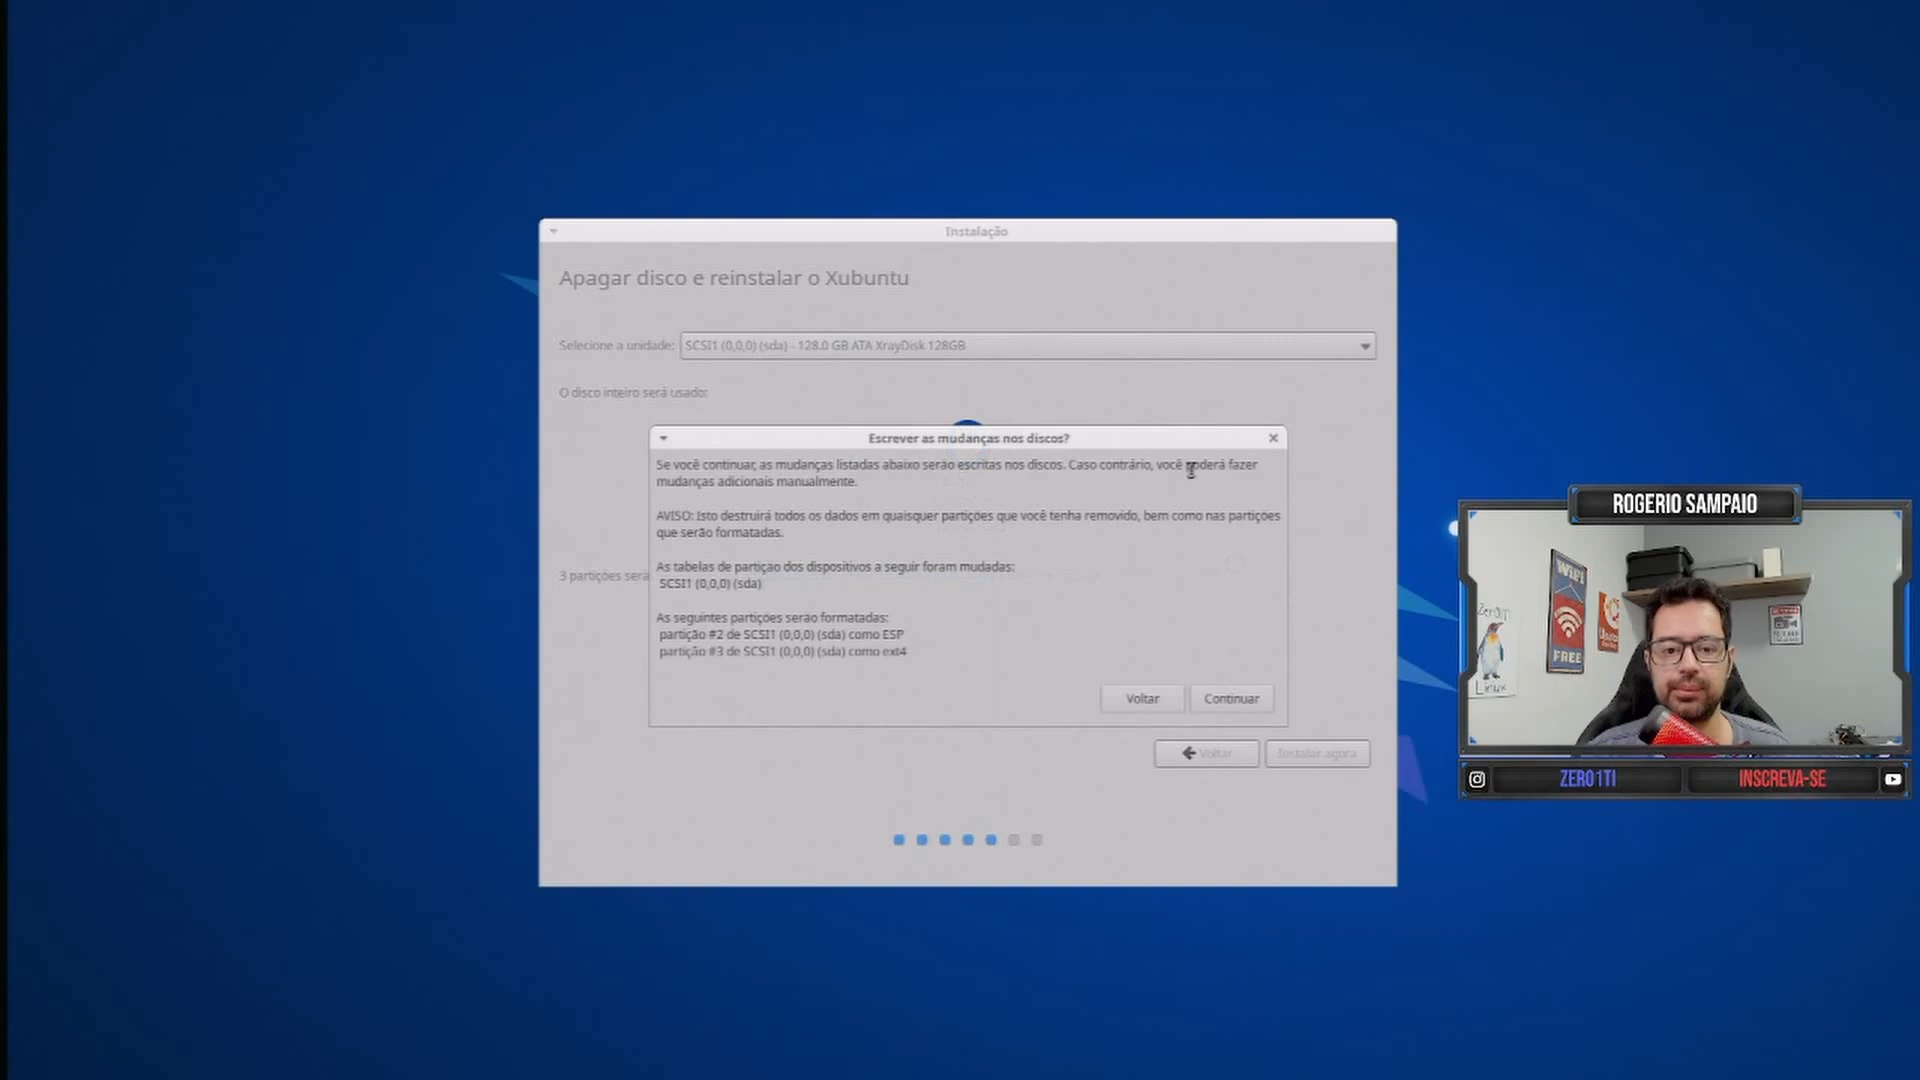 Instalação
Apagar disco e reinstalar o Xubuntu
Selecione a unidade: SCSI1 (0,0,0) (sda) - 128.0 GB ATA XrayDisk 128GB
O disco inteiro será usado:
Escrever as mudanças nos discos?
Se você continuar, as mudanças listadas abaixo serão escritas nos discos. Caso contrário, você poderá fazer
mudanças adicionais manualmente.
AVISO: Isto destruirá todos os dados em quaisquer partições que você tenha removido, bem como nas partições
que serão formatadas.
As tabelas de partição dos dispositivos a seguir foram mudadas:
SCSI1 (0,0,0) (sda)
3 partições será
As seguintes partições serão formatadas:
partição #2 de SCSI1 (0,0,0) (sda) como ESP
partição #3 de SCSI1 (0,0,0) (sda) como ext4
Voltar Continuar
Voltar Instalar agora
ROGERIO SAMPAIO
WiFi
FREE
Linux
ZERO1TI INSCREVA-SE